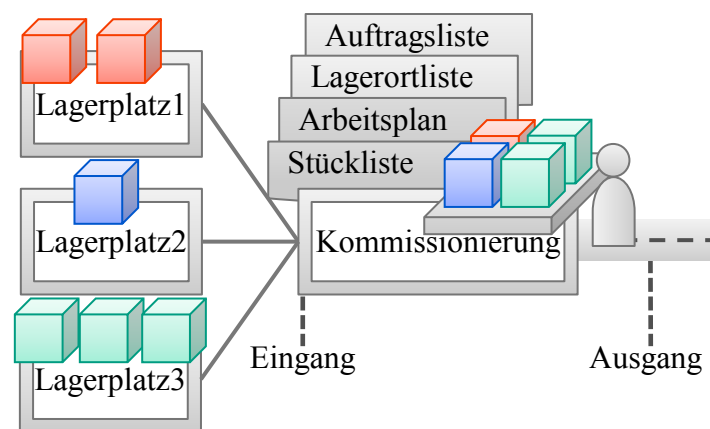 Auftragsliste
Lagerortliste
Arbeitsplan
Stückliste
Lagerplatz1
Lagerplatz2
Lagerplatz3
Kommissionierung
Eingang
Ausgang